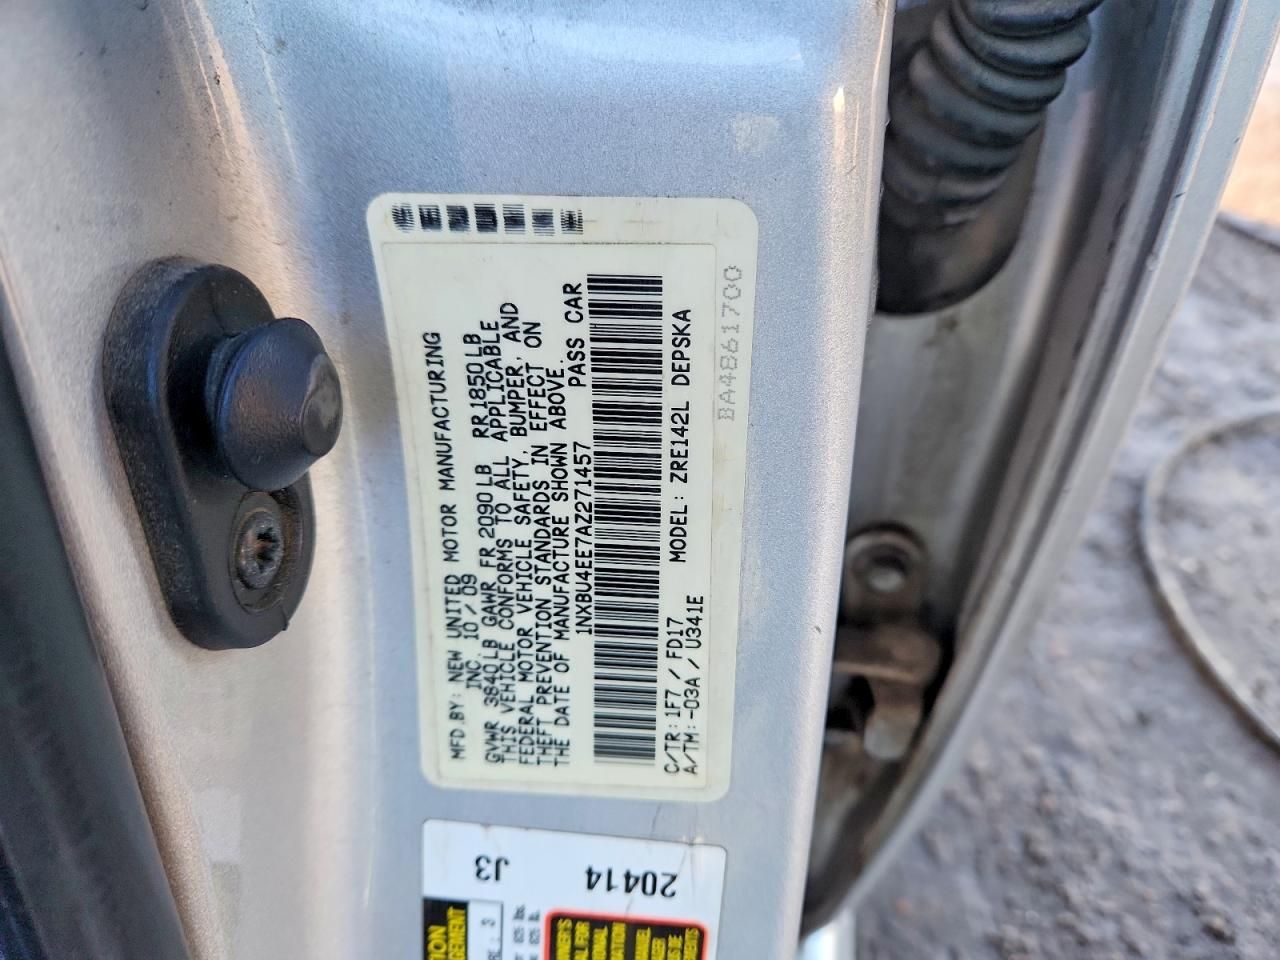 MFD.BY: NEW UNITED MOTOR MANUFACTURING
INC. 10/09
GVWR 3840LB GAWR FR 2090LB RR1850LB
THIS VEHICLE CONFORMS TO ALL APPLICABLE
FEDERAL MOTOR VEHICLE SAFETY, BUMPER, AND
THEFT PREVENTION STANDARDS IN EFFECT ON
THE DATE OF MANUFACTURE SHOWN ABOVE.
1NXBU4EE7AZ271457 PASS CAR
C/TR: 1F7/FD17 MODEL: ZRE142L DEPSKA
A/TM: -03A/U341E
BA4861700
J3
20414